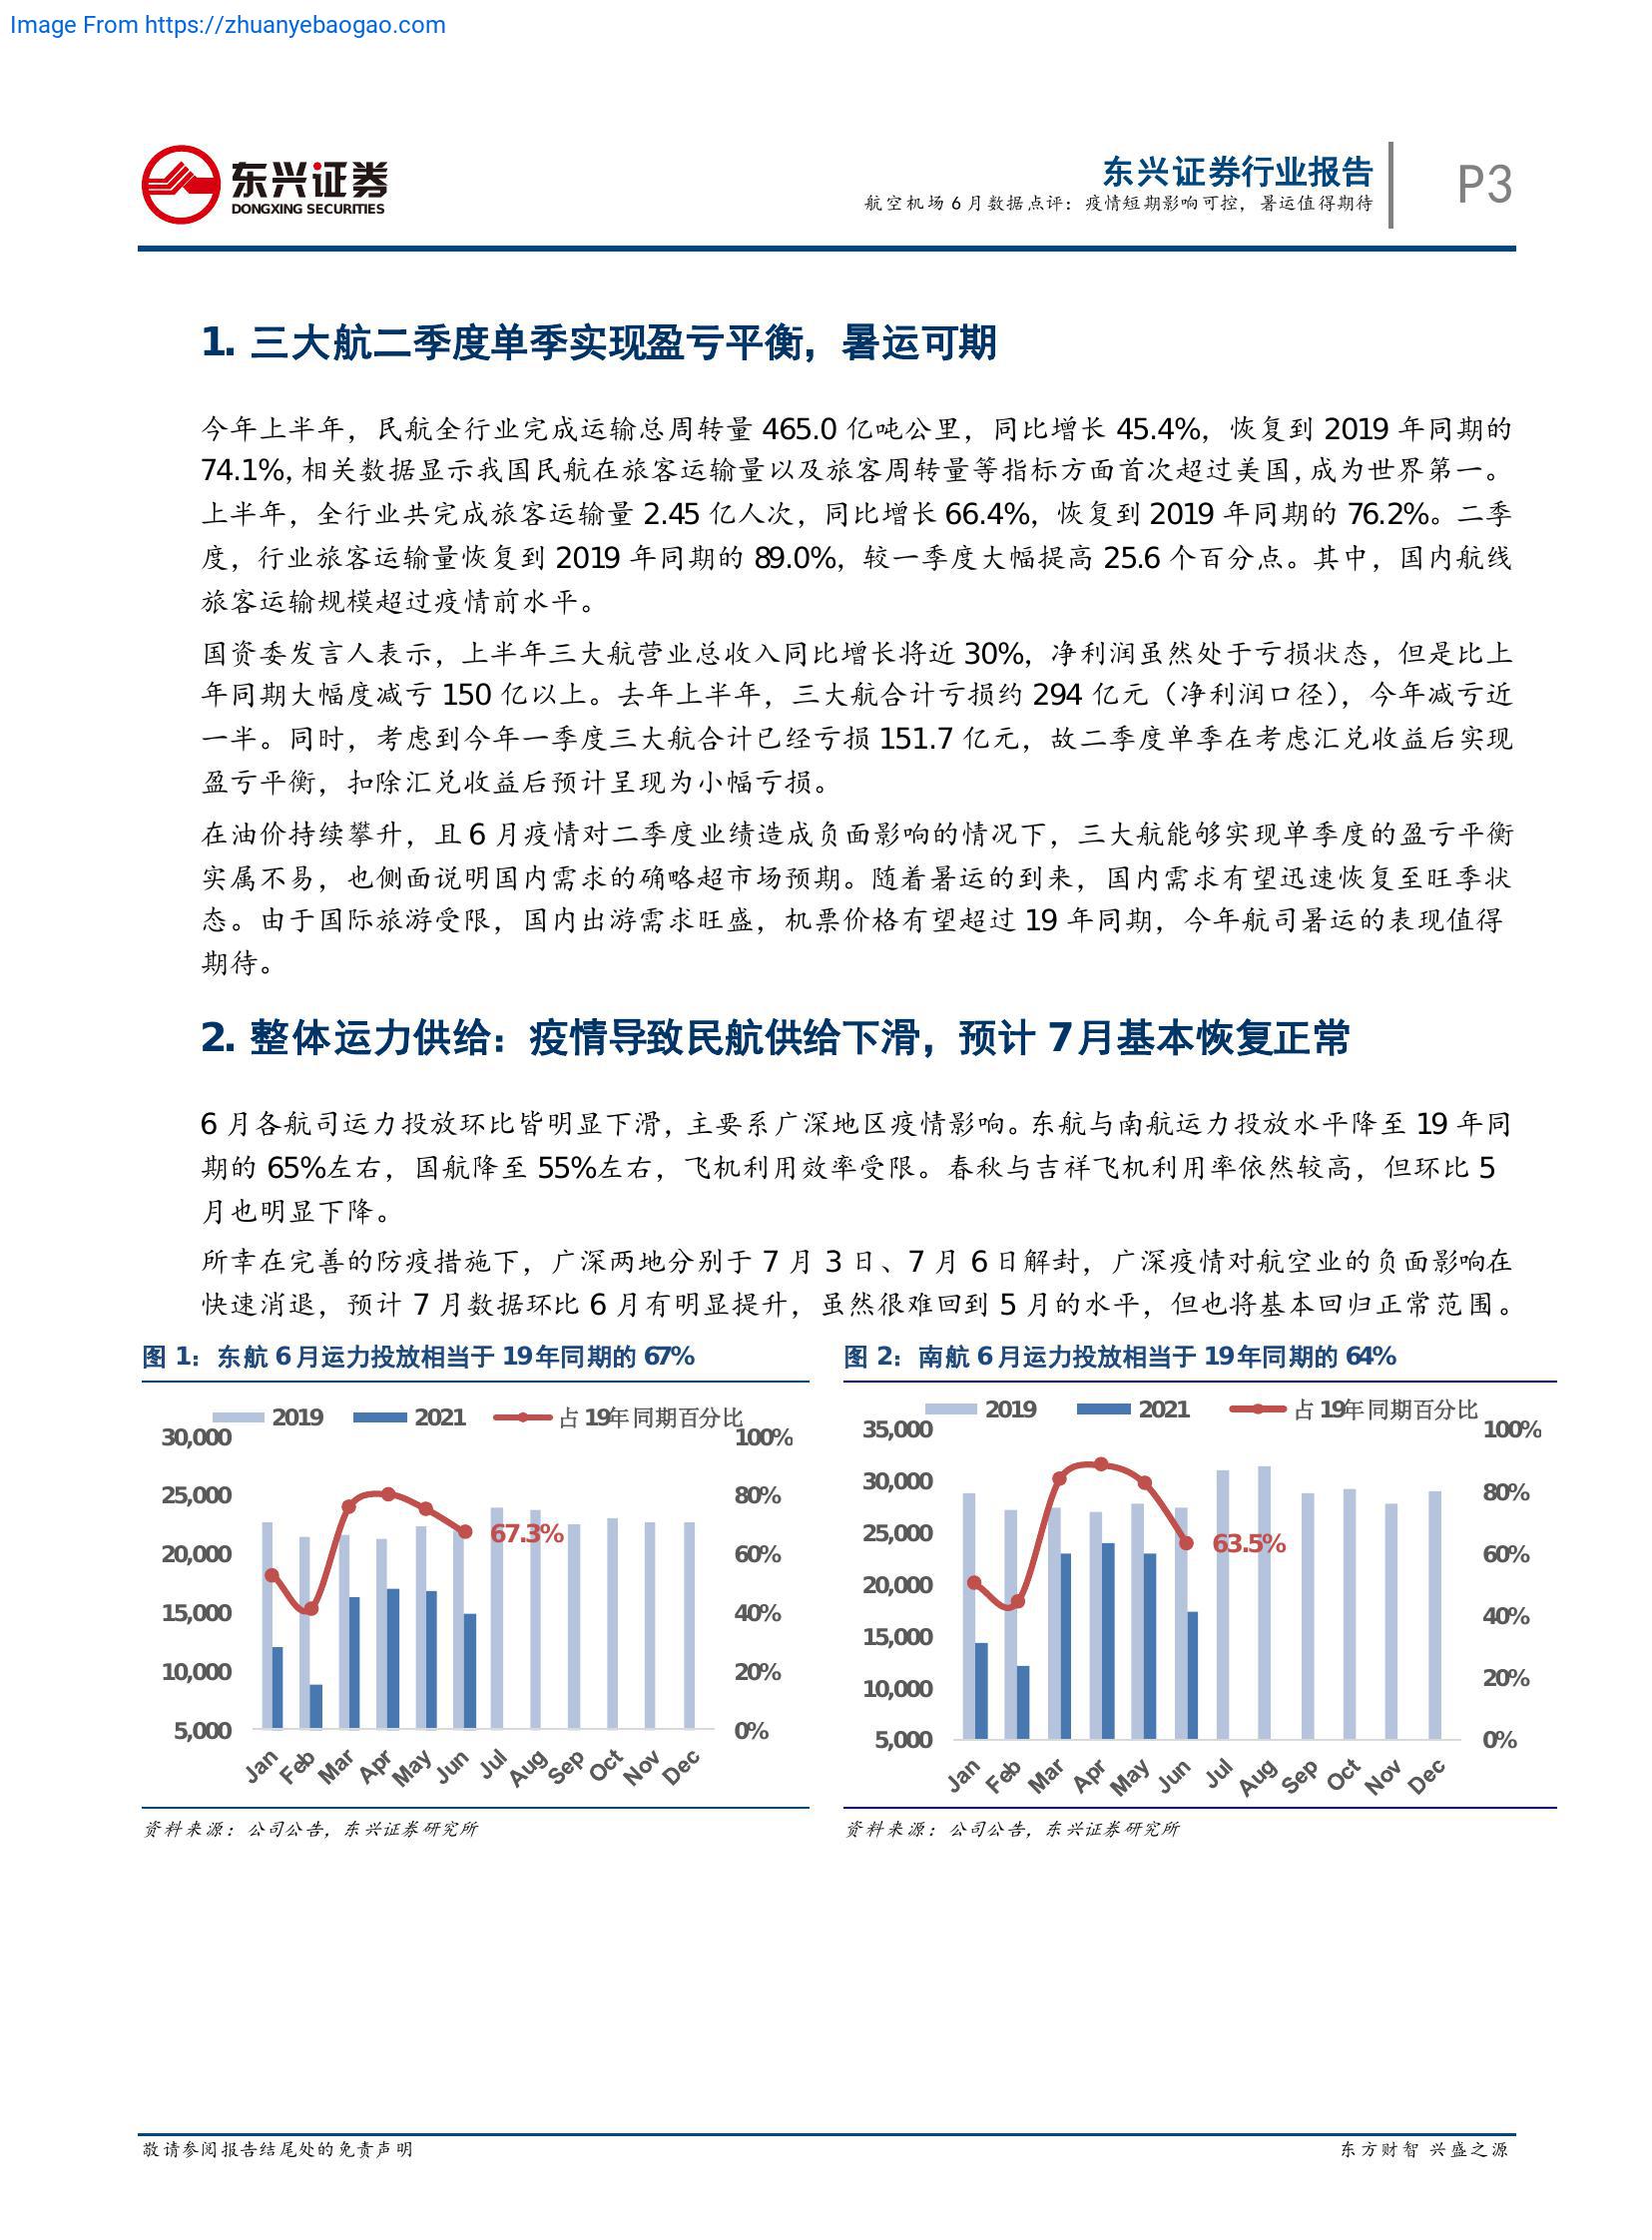 Image From https://zhuanyebaogao.com
东兴证券
DONGXING SECURITIES
东兴证券行业报告
航空机场 6 月数据点评：疫情短期影响可控，暑运值得期待
P3
1. 三大航二季度单季实现盈亏平衡，暑运可期
今年上半年，民航全行业完成运输总周转量 465.0 亿吨公里，同比增长 45.4%，恢复到 2019 年同期的
74.1%，相关数据显示我国民航在旅客运输量以及旅客周转量等指标方面首次超过美国，成为世界第一。
上半年，全行业共完成旅客运输量 2.45 亿人次，同比增长 66.4%，恢复到 2019 年同期的 76.2%。二季
度，行业旅客运输量恢复到 2019 年同期的 89.0%，较一季度大幅提高 25.6 个百分点。其中，国内航线
旅客运输规模超过疫情前水平。
国资委发言人表示，上半年三大航营业总收入同比增长将近 30%，净利润虽然处于亏损状态，但是比上
年同期大幅度减亏 150 亿以上。去年上半年，三大航合计亏损约 294 亿元（净利润口径），今年减亏近
一半。同时，考虑到今年一季度三大航合计已经亏损 151.7 亿元，故二季度单季在考虑汇兑收益后实现
盈亏平衡，扣除汇兑收益后预计呈现为小幅亏损。
在油价持续攀升，且 6 月疫情对二季度业绩造成负面影响的情况下，三大航能够实现单季度的盈亏平衡
实属不易，也侧面说明国内需求的确略超市场预期。随着暑运的到来，国内需求有望迅速恢复至旺季状
态。由于国际旅游受限，国内出游需求旺盛，机票价格有望超过 19 年同期，今年航司暑运的表现值得
期待。
2. 整体运力供给：疫情导致民航供给下滑，预计 7 月基本恢复正常
6 月各航司运力投放环比皆明显下滑，主要系广深地区疫情影响。东航与南航运力投放水平降至 19 年同
期的 65%左右，国航降至 55%左右，飞机利用效率受限。春秋与吉祥飞机利用率依然较高，但环比 5
月也明显下降。
所幸在完善的防疫措施下，广深两地分别于 7 月 3 日、7 月 6 日解封，广深疫情对航空业的负面影响在
快速消退，预计 7 月数据环比 6 月有明显提升，虽然很难回到 5 月的水平，但也将基本回归正常范围。
图 1：东航 6 月运力投放相当于 19 年同期的 67%
2019 2021 占19年同期百分比
30,000
25,000
20,000
15,000
10,000
5,000
100%
80%
60%
40%
20%
0%
67.3%
Jan Feb Mar Apr May Jun Jul Aug Sep Oct Nov Dec
资料来源：公司公告，东兴证券研究所
图 2：南航 6 月运力投放相当于 19 年同期的 64%
2019 2021 占19年同期百分比
35,000
30,000
25,000
20,000
15,000
10,000
5,000
100%
80%
60%
40%
20%
0%
63.5%
Jan Feb Mar Apr May Jun Jul Aug Sep Oct Nov Dec
资料来源：公司公告，东兴证券研究所
敬请参阅报告结尾处的免责声明
东方财智 兴盛之源